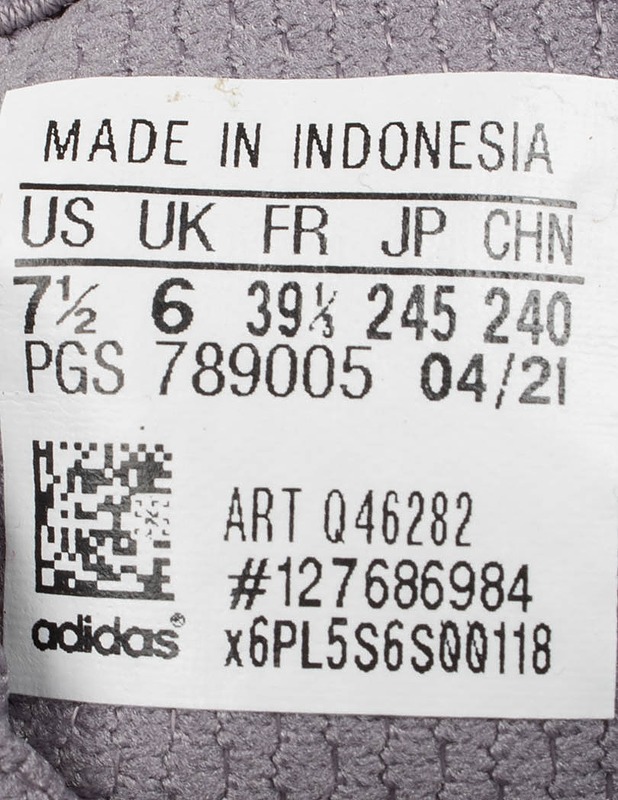 MADE IN INDONESIA
US UK FR JP CHN
7½ 6 39⅓ 245 240
PGS 789005 04/21
ART Q46282
#127686984
adidas®
x6PL5S6S00118